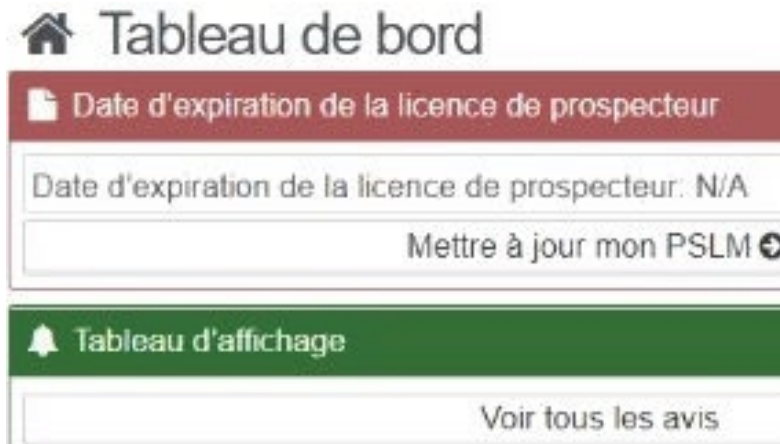 Tableau de bord
Date d'expiration de la licence de prospecteur
Date d'expiration de la licence de prospecteur: N/A
Mettre à jour mon PSLM
Tableau d'affichage
Voir tous les avis